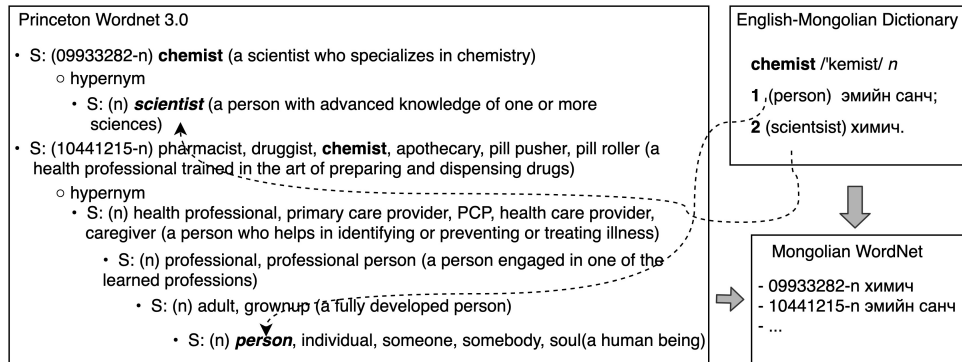 Princeton Wordnet 3.0
• S: (09933282-n) chemist (a scientist who specializes in chemistry)
○ hypernym
• S: (n) scientist (a person with advanced knowledge of one or more
sciences)
• S: (10441215-n) pharmacist, druggist, chemist, apothecary, pill pusher, pill roller (a
health professional trained in the art of preparing and dispensing drugs)
○ hypernym
• S: (n) health professional, primary care provider, PCP, health care provider,
caregiver (a person who helps in identifying or preventing or treating illness)
• S: (n) professional, professional person (a person engaged in one of the
learned professions)
• S: (n) adult, grownup (a fully developed person)
• S: (n) person, individual, someone, somebody, soul(a human being)
English-Mongolian Dictionary
chemist /'kemist/ n
1 (person) эмийн санч;
2 (scientsist) химич.
Mongolian WordNet
- 09933282-n химич
- 10441215-n эмийн санч
- ...